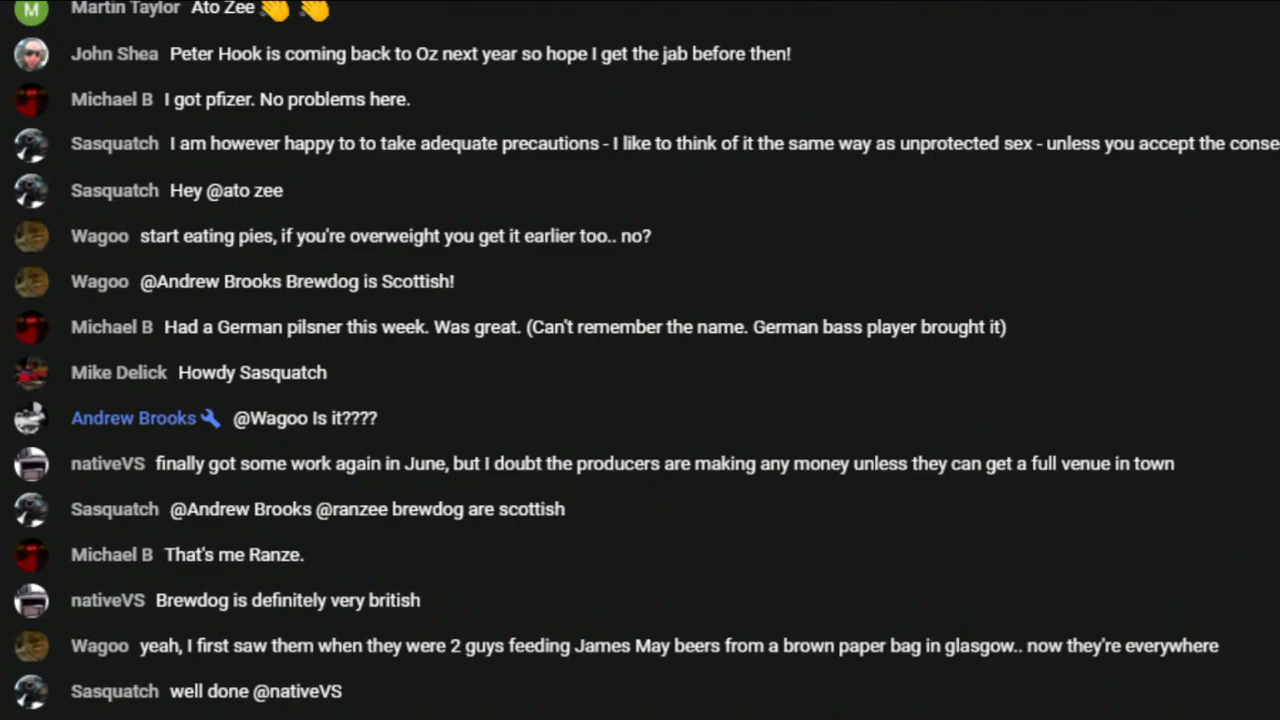 M Martin Taylor Ato Zee 👏 👏
John Shea Peter Hook is coming back to Oz next year so hope I get the jab before then!
Michael B I got pfizer. No problems here.
Sasquatch I am however happy to to take adequate precautions - I like to think of it the same way as unprotected sex - unless you accept the conse
Sasquatch Hey @ato zee
Wagoo start eating pies, if you're overweight you get it earlier too.. no?
Wagoo @Andrew Brooks Brewdog is Scottish!
Michael B Had a German pilsner this week. Was great. (Can't remember the name. German bass player brought it)
Mike Delick Howdy Sasquatch
Andrew Brooks @Wagoo Is it????
nativeVS finally got some work again in June, but I doubt the producers are making any money unless they can get a full venue in town
Sasquatch @Andrew Brooks @ranzee brewdog are scottish
Michael B That's me Ranze.
nativeVS Brewdog is definitely very british
Wagoo yeah, I first saw them when they were 2 guys feeding James May beers from a brown paper bag in glasgow.. now they're everywhere
Sasquatch well done @nativeVS